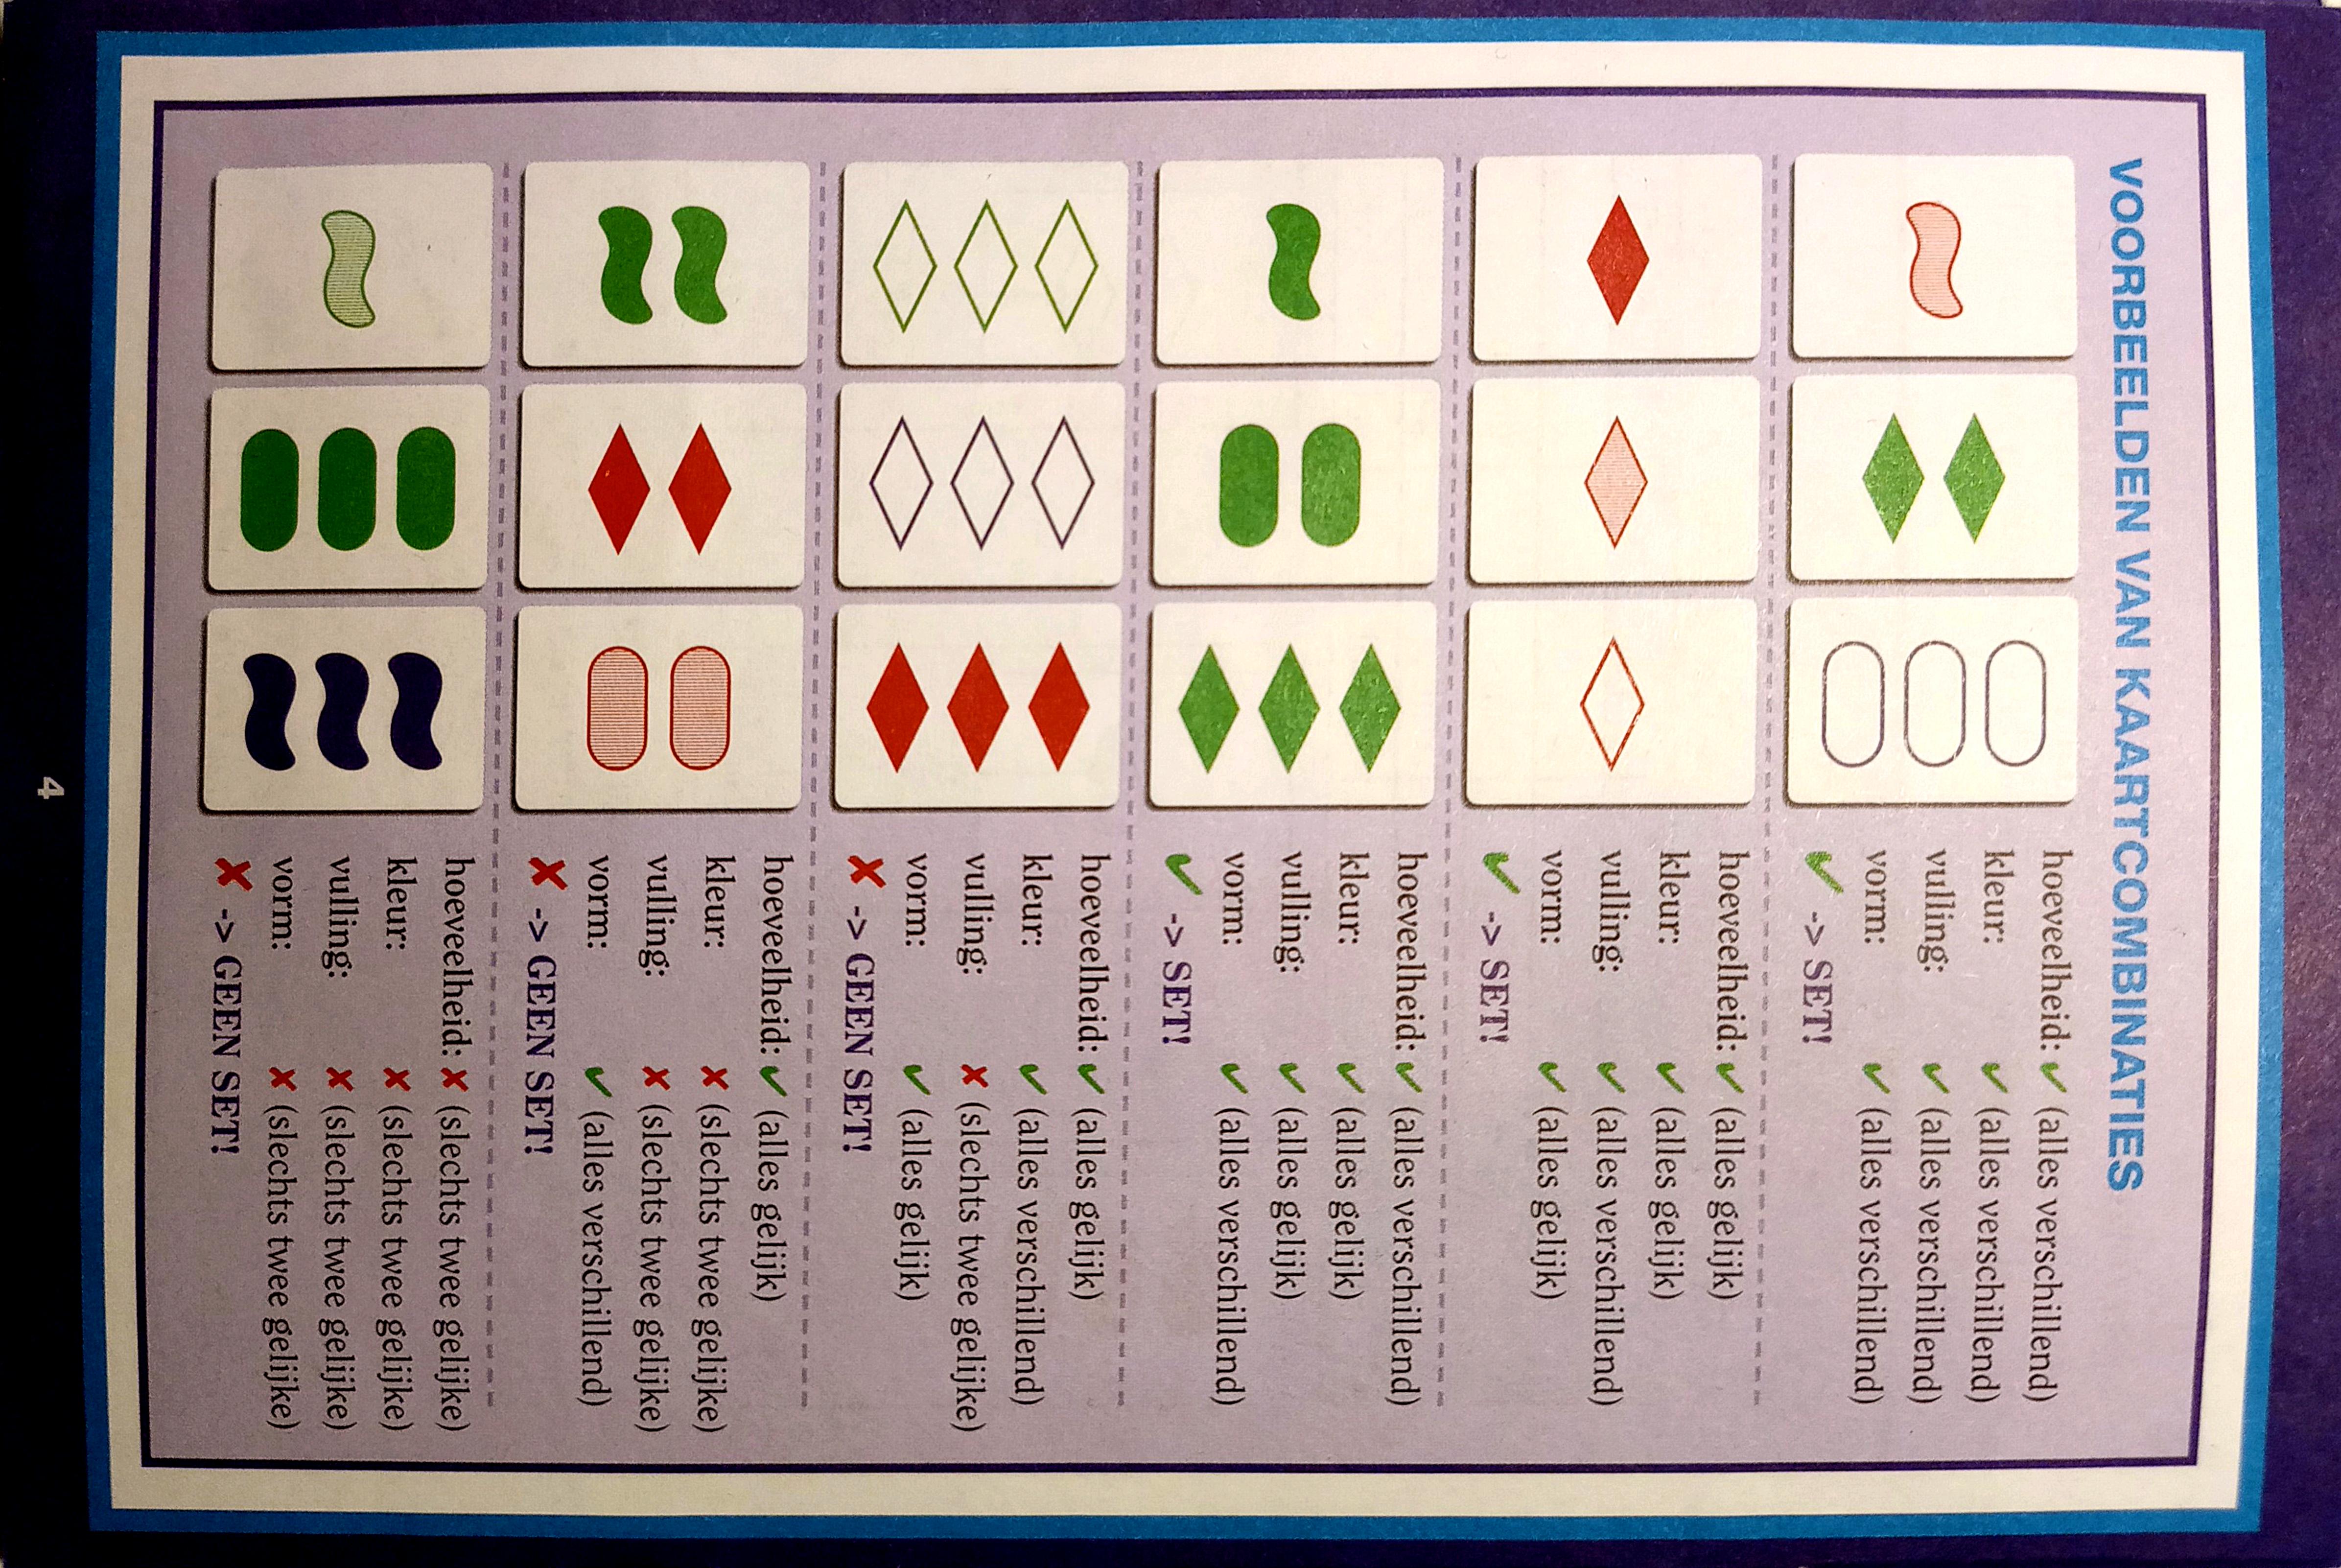 VOORBEELDEN VAN KAARTCOMBINATIES
hoeveelheid: ✓ (alles verschillend)
kleur: ✓ (alles verschillend)
vulling: ✓ (alles verschillend)
vorm: ✓ (alles verschillend)
✓ -> SET!
hoeveelheid: ✓ (alles gelijk)
kleur: ✓ (alles gelijk)
vulling: ✓ (alles verschillend)
vorm: ✓ (alles gelijk)
✓ -> SET!
hoeveelheid: ✓ (alles verschillend)
kleur: ✓ (alles gelijk)
vulling: ✓ (alles gelijk)
vorm: ✓ (alles verschillend)
✓ -> SET!
hoeveelheid: ✓ (alles gelijk)
kleur: ✓ (alles verschillend)
vulling: ✗ (slechts twee gelijke)
vorm: ✓ (alles gelijk)
✗ -> GEEN SET!
hoeveelheid: ✓ (alles gelijk)
kleur: ✗ (slechts twee gelijke)
vulling: ✗ (slechts twee gelijke)
vorm: ✓ (alles verschillend)
✗ -> GEEN SET!
hoeveelheid: ✗ (slechts twee gelijke)
kleur: ✗ (slechts twee gelijke)
vulling: ✗ (slechts twee gelijke)
vorm: ✗ (slechts twee gelijke)
✗ -> GEEN SET!
4